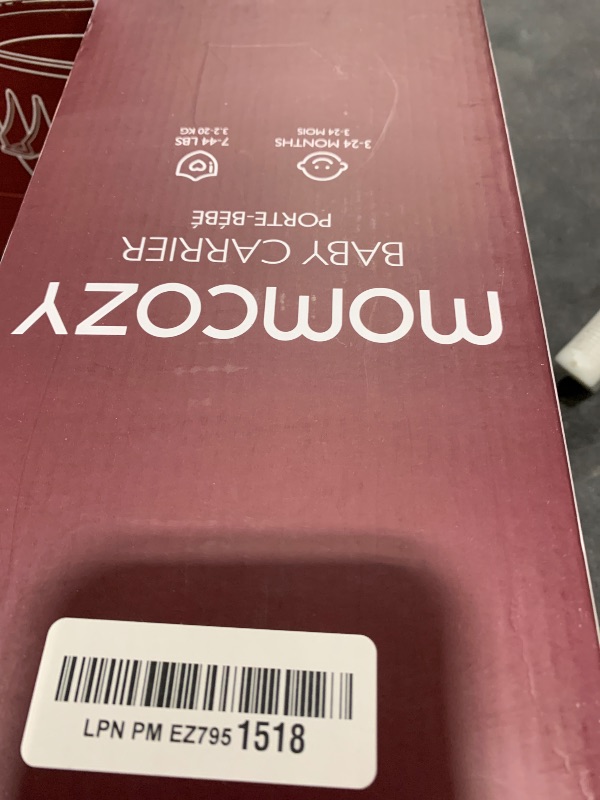 momcozy
BABY CARRIER
PORTE-BÉBÉ
3-24 MONTHS
3-24 MOIS
7-44 LBS
3.2-20 KG
LPN PM EZ795 1518